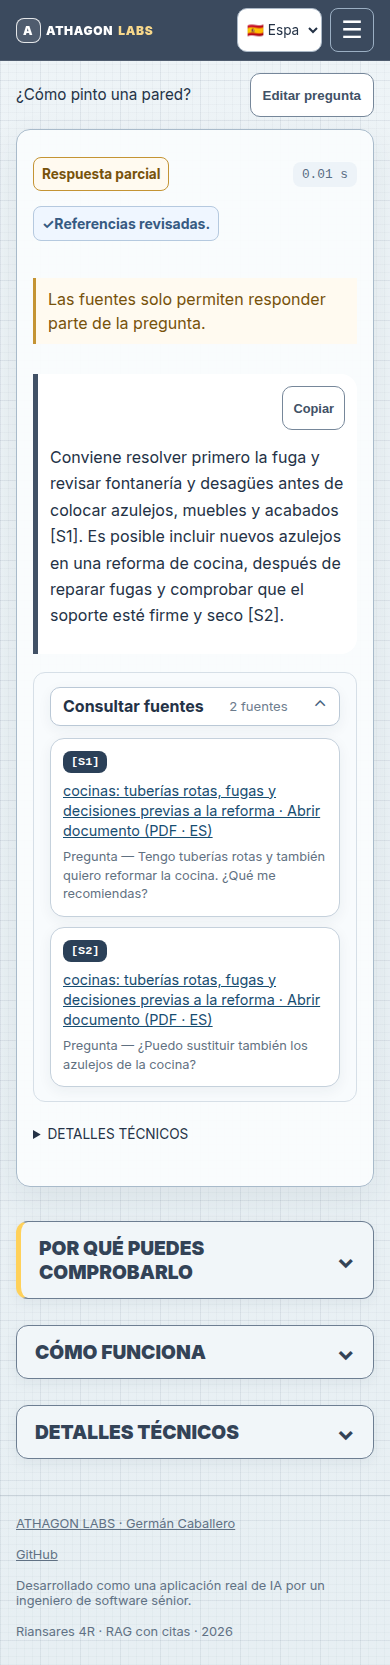 A ATHAGON LABS
🇪🇸 Espa
¿Cómo pinto una pared?
Editar pregunta
Respuesta parcial
0.01 s
✓Referencias revisadas.
Las fuentes solo permiten responder
parte de la pregunta.
Copiar
Conviene resolver primero la fuga y
revisar fontanería y desagües antes de
colocar azulejos, muebles y acabados
[S1]. Es posible incluir nuevos azulejos
en una reforma de cocina, después de
reparar fugas y comprobar que el
soporte esté firme y seco [S2].
Consultar fuentes
2 fuentes
[S1]
cocinas: tuberías rotas, fugas y
decisiones previas a la reforma · Abrir
documento (PDF · ES)
Pregunta — Tengo tuberías rotas y también
quiero reformar la cocina. ¿Qué me
recomiendas?
[S2]
cocinas: tuberías rotas, fugas y
decisiones previas a la reforma · Abrir
documento (PDF · ES)
Pregunta — ¿Puedo sustituir también los
azulejos de la cocina?
DETALLES TÉCNICOS
POR QUÉ PUEDES
COMPROBARLO
CÓMO FUNCIONA
DETALLES TÉCNICOS
ATHAGON LABS · Germán Caballero
GitHub
Desarrollado como una aplicación real de IA por un
ingeniero de software sénior.
Riansares 4R · RAG con citas · 2026